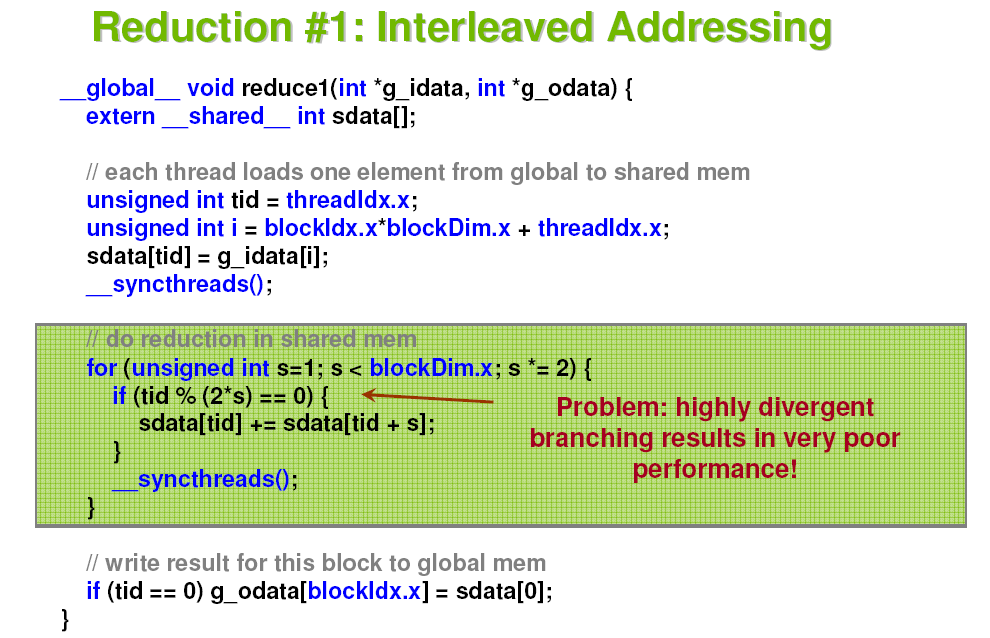 Reduction #1: Interleaved Addressing
__global__ void reduce1(int *g_idata, int *g_odata) {
extern __shared__ int sdata[];
// each thread loads one element from global to shared mem
unsigned int tid = threadIdx.x;
unsigned int i = blockIdx.x*blockDim.x + threadIdx.x;
sdata[tid] = g_idata[i];
__syncthreads();
// do reduction in shared mem
for (unsigned int s=1; s < blockDim.x; s *= 2) {
if (tid % (2*s) == 0) {
sdata[tid] += sdata[tid + s];
}
__syncthreads();
}
Problem: highly divergent
branching results in very poor
performance!
// write result for this block to global mem
if (tid == 0) g_odata[blockIdx.x] = sdata[0];
}